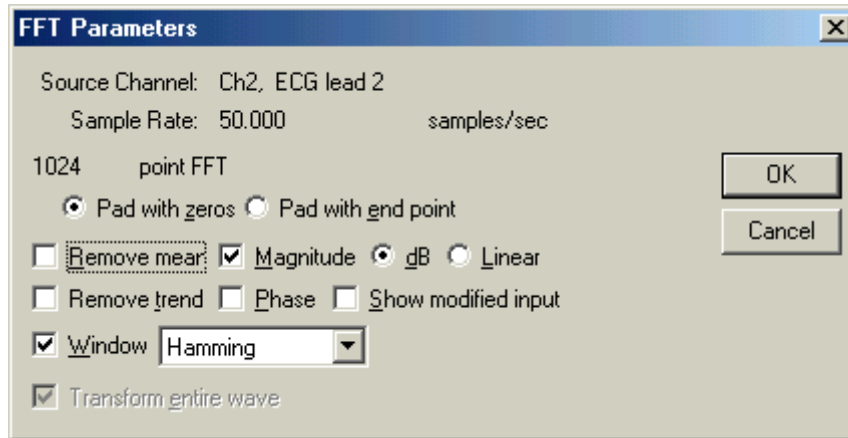 FFT Parameters
Source Channel: Ch2, ECG lead 2
Sample Rate: 50.000 samples/sec
1024 point FFT
Pad with zeros Pad with end point
Remove mear Magnitude dB Linear
Remove trend Phase Show modified input
Window Hamming
Transform entire wave
OK
Cancel